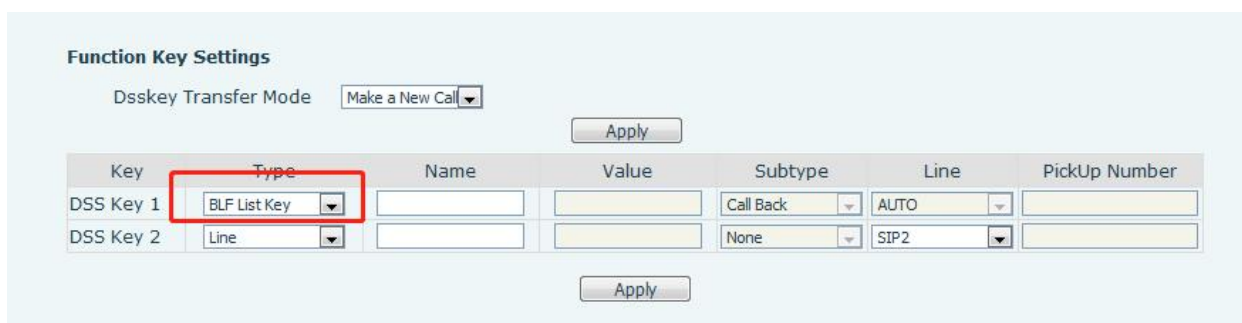 Function Key Settings
Dsskey Transfer Mode Make a New Call
Apply
Key Type Name Value Subtype Line PickUp Number
DSS Key 1 BLF List Key Call Back AUTO
DSS Key 2 Line None SIP2
Apply